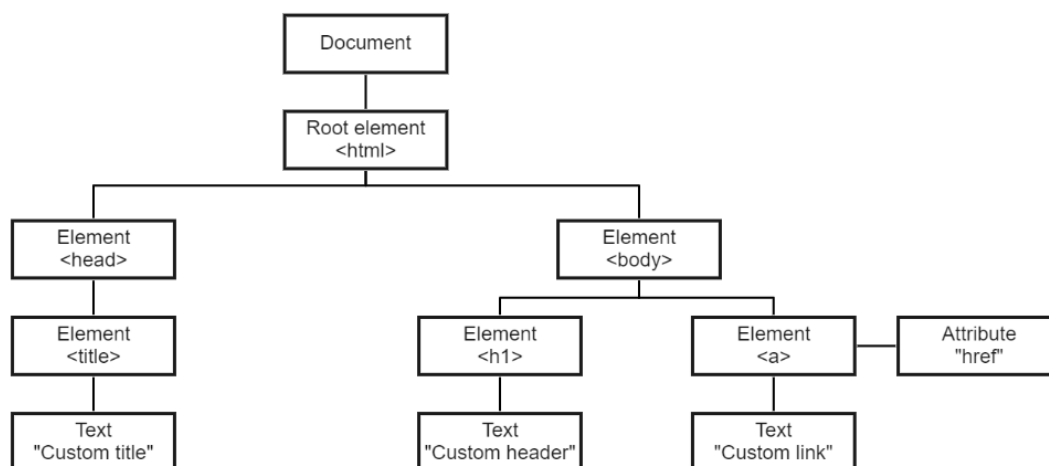 Document
Root element
<html>
Element
<head>
Element
<body>
Element
<title>
Element
<h1>
Element
<a>
Attribute
"href"
Text
"Custom title"
Text
"Custom header"
Text
"Custom link"